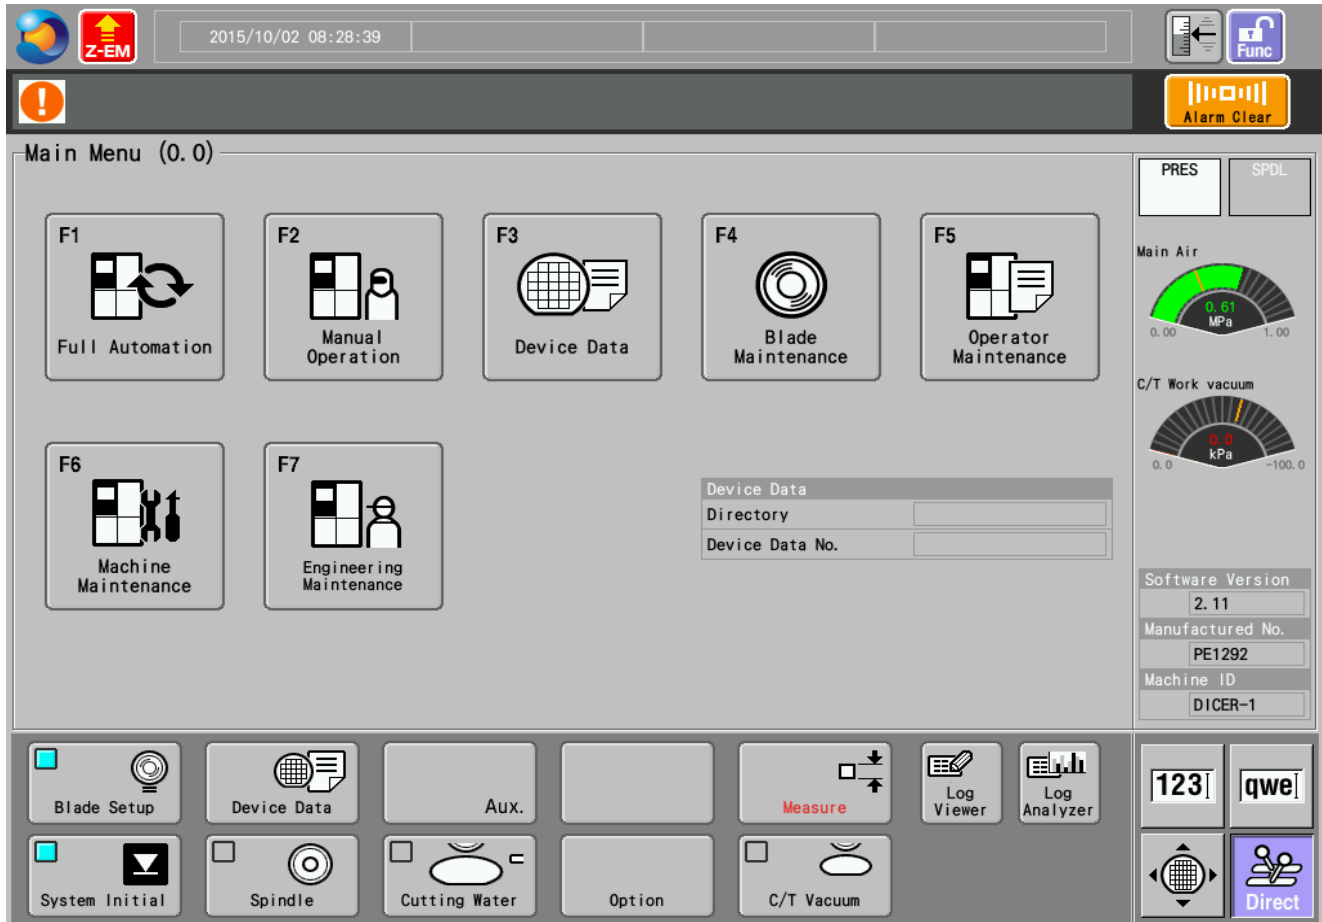 Z-EM
2015/10/02 08:28:39
Func
Alarm Clear
Main Menu (0.0)
PRES
SPDL
F1
Full Automation
F2
Manual
Operation
F3
Device Data
F4
Blade
Maintenance
F5
Operator
Maintenance
Main Air
0.61
MPa
0.00
1.00
C/T Work vacuum
0.0
kPa
0.0
-100.0
F6
Machine
Maintenance
F7
Engineering
Maintenance
Device Data
Directory
Device Data No.
Software Version
2.11
Manufactured No.
PE1292
Machine ID
DICER-1
Blade Setup
Device Data
Aux.
Measure
Log
Viewer
Log
Analyzer
123
qwe
System Initial
Spindle
Cutting Water
Option
C/T Vacuum
Direct